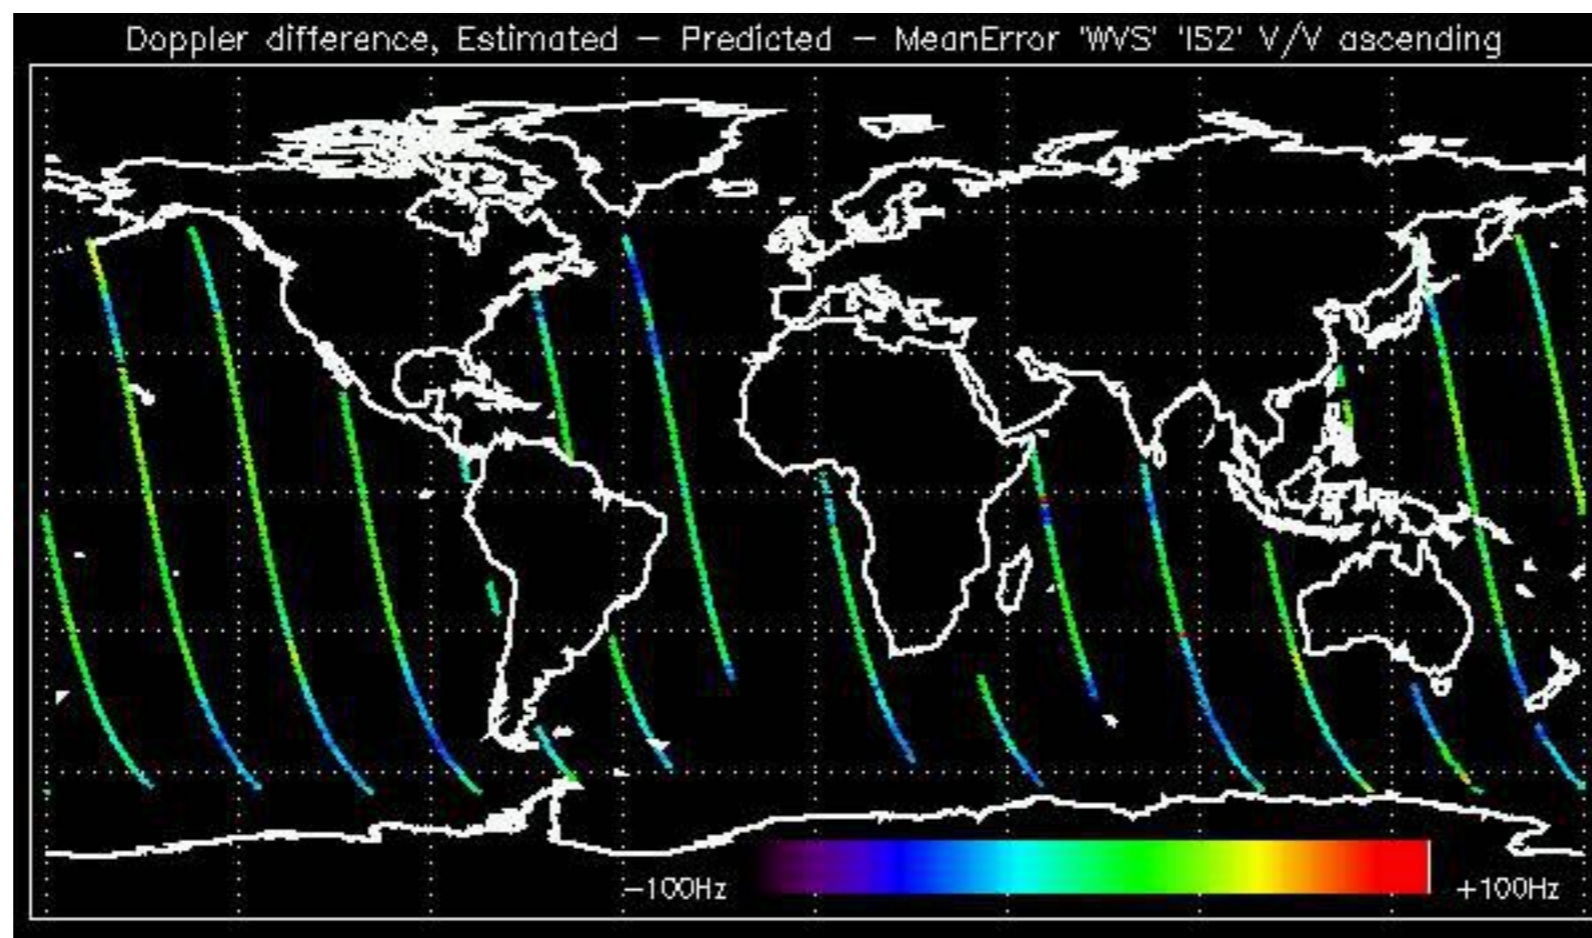 Doppler difference, Estimated – Predicted – MeanError 'WVS' 'IS2' V/V ascending
–100Hz
+100Hz